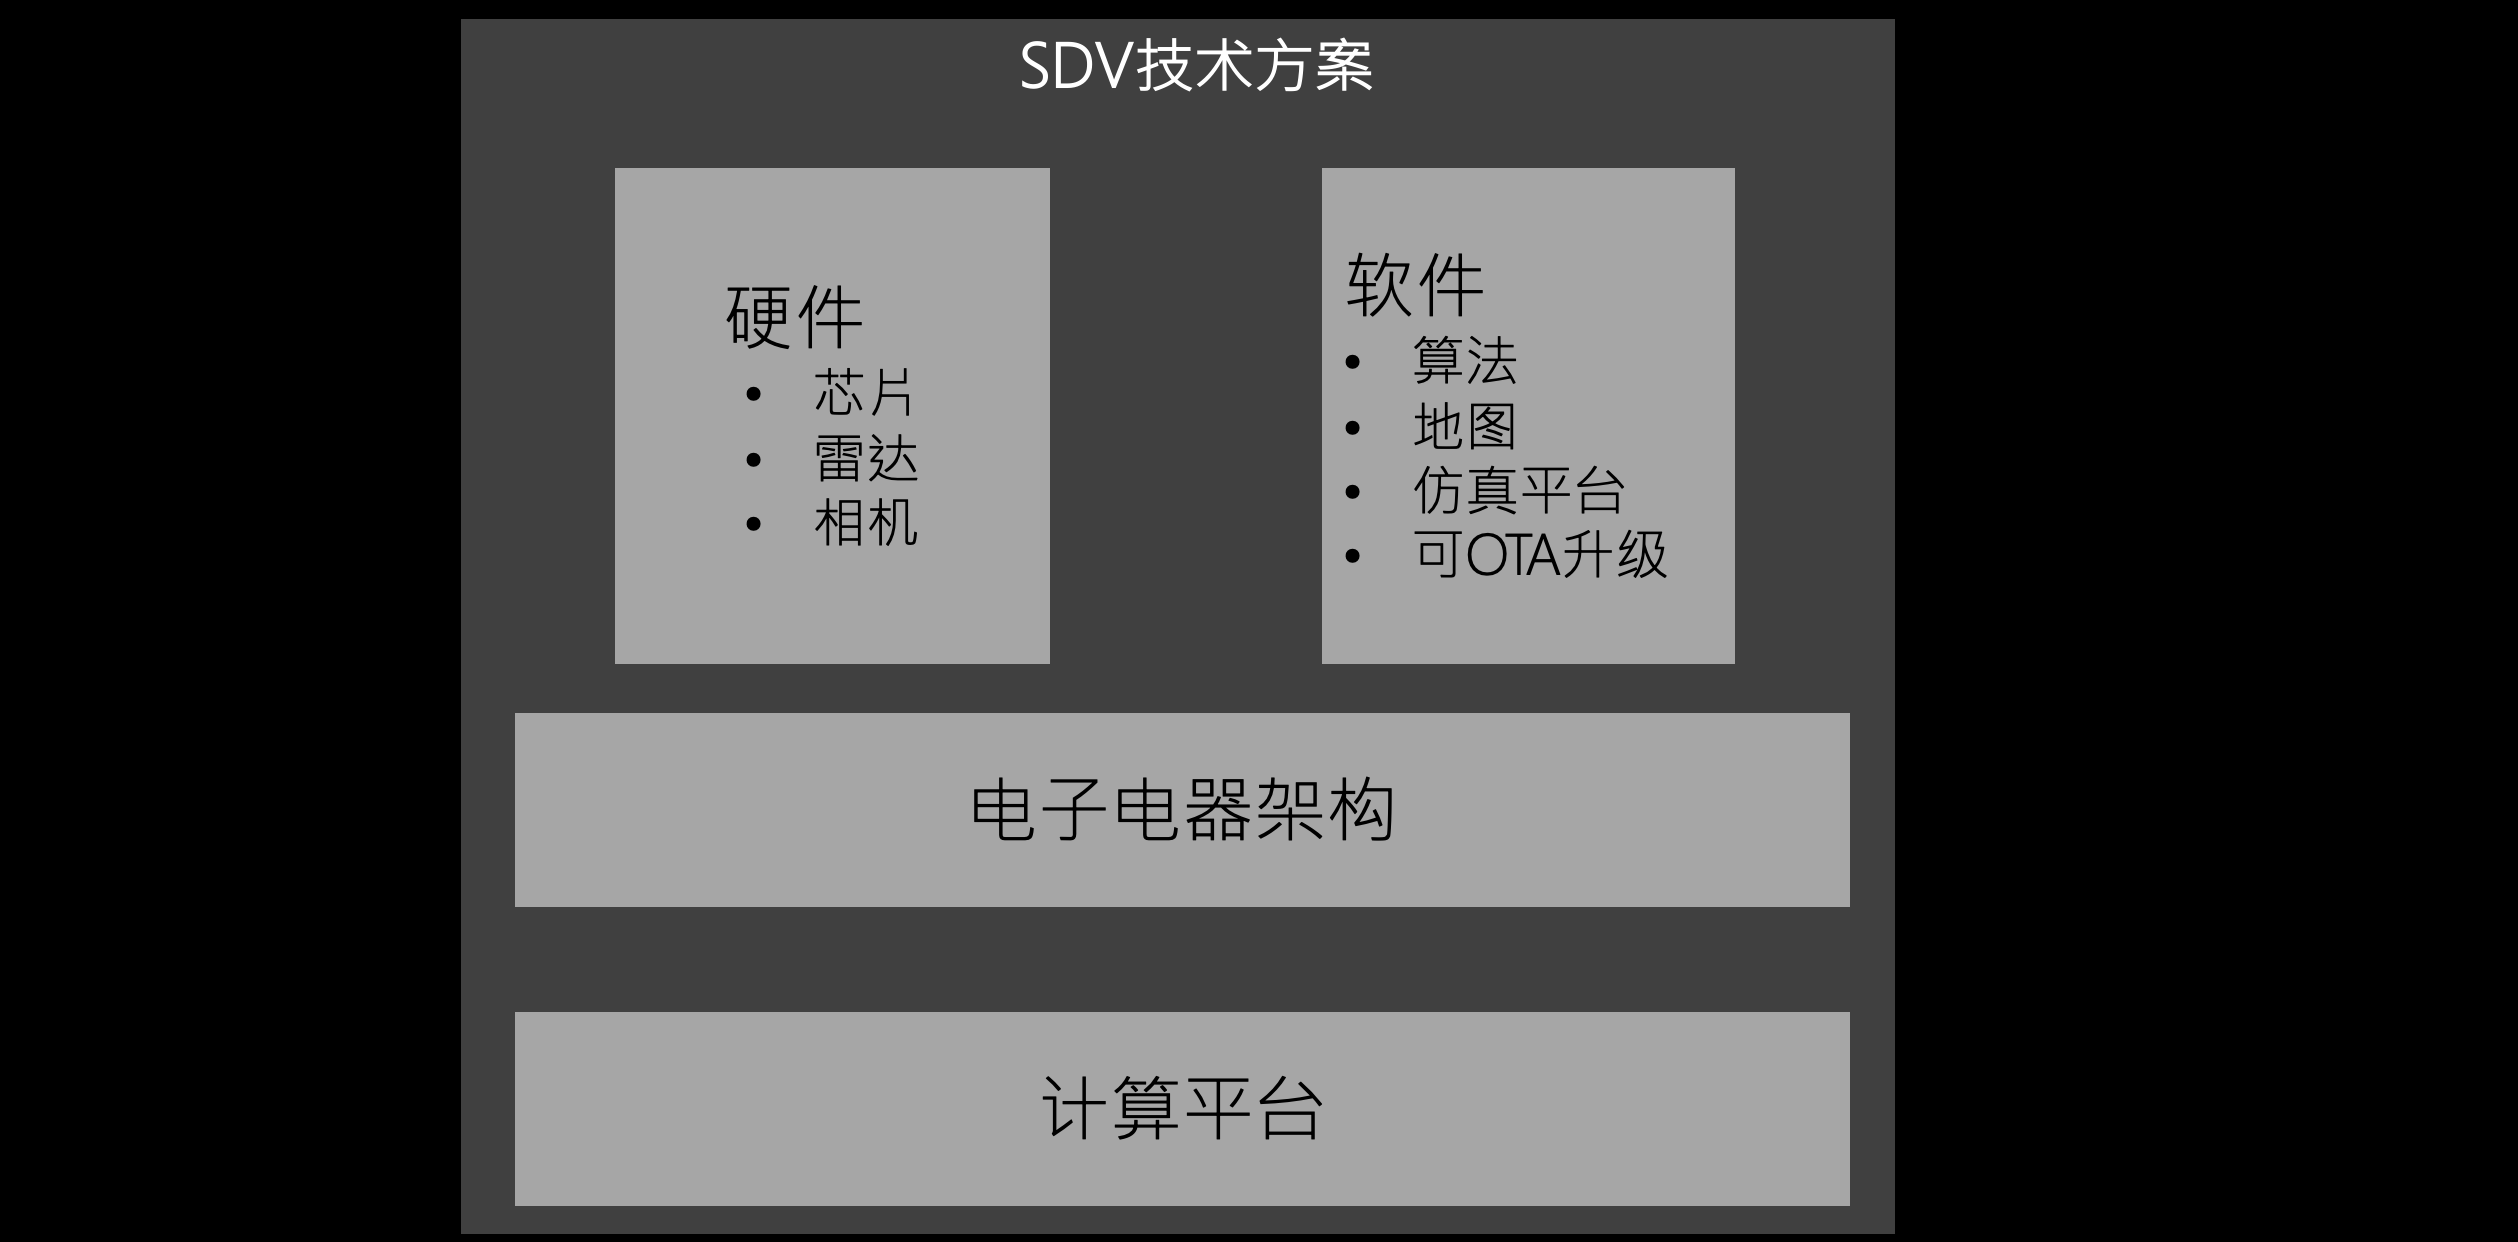 SDV技术方案
硬件
• 芯片
• 雷达
• 相机
软件
• 算法
• 地图
• 仿真平台
• 可OTA升级
电子电器架构
计算平台